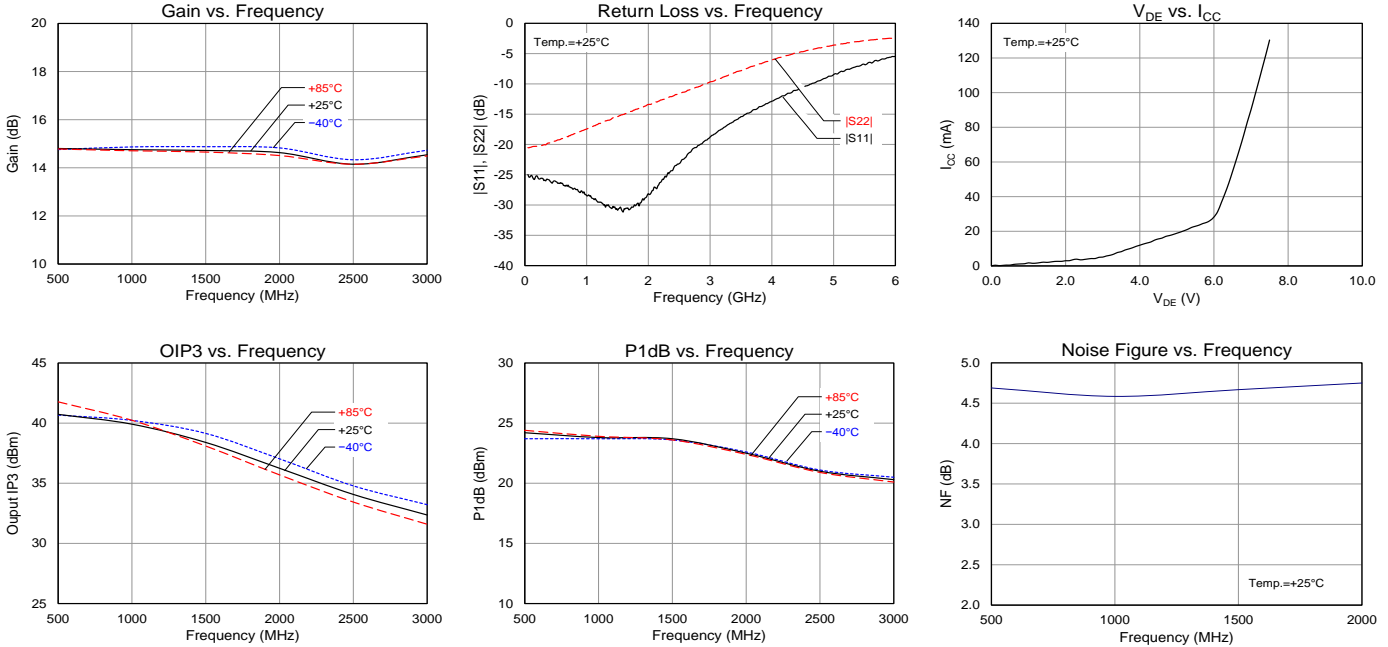 Gain vs. Frequency
20
18
16
14
12
10
Gain (dB)
+85°C
+25°C
−40°C
500 1000 1500 2000 2500 3000
Frequency (MHz)
Return Loss vs. Frequency
0
-5
-10
-15
-20
-25
-30
-35
-40
|S11|, |S22| (dB)
Temp.=+25°C
|S22|
|S11|
0 1 2 3 4 5 6
Frequency (GHz)
VDE vs. ICC
140
120
100
80
60
40
20
0
ICC (mA)
Temp.=+25°C
0.0 2.0 4.0 6.0 8.0 10.0
VDE (V)
OIP3 vs. Frequency
45
40
35
30
25
Ouput IP3 (dBm)
+85°C
+25°C
−40°C
500 1000 1500 2000 2500 3000
Frequency (MHz)
P1dB vs. Frequency
30
25
20
15
10
P1dB (dBm)
+85°C
+25°C
−40°C
500 1000 1500 2000 2500 3000
Frequency (MHz)
Noise Figure vs. Frequency
5.0
4.5
4.0
3.5
3.0
2.5
2.0
NF (dB)
Temp.=+25°C
500 1000 1500 2000
Frequency (MHz)